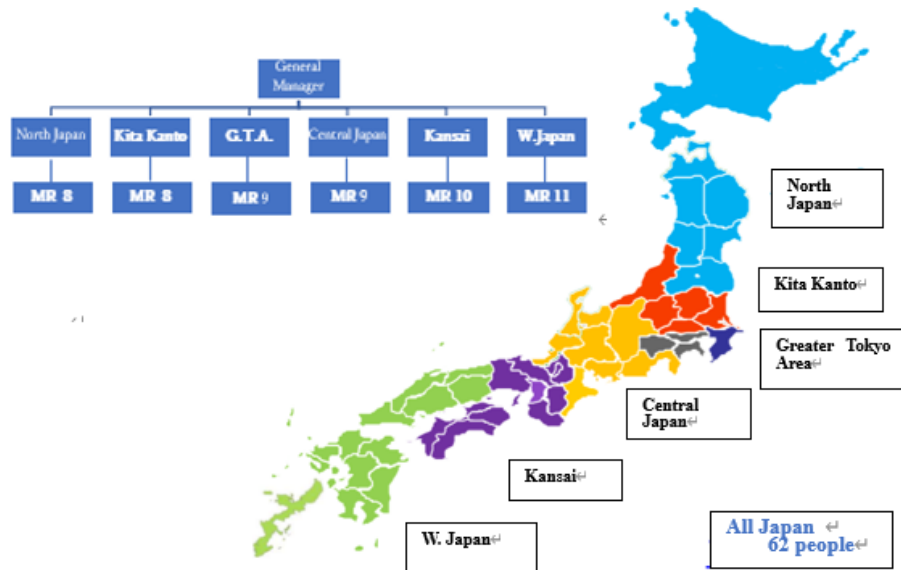 General
Manager
North Japan
Kita Kanto
G.T.A.
Central Japan
Kansai
W.Japan
MR 8
MR 8
MR 9
MR 9
MR 10
MR 11
North
Japan↵
Kita Kanto↵
Greater Tokyo
Area↵
Central
Japan↵
Kansai↵
W. Japan↵
All Japan ↵
62 people↵